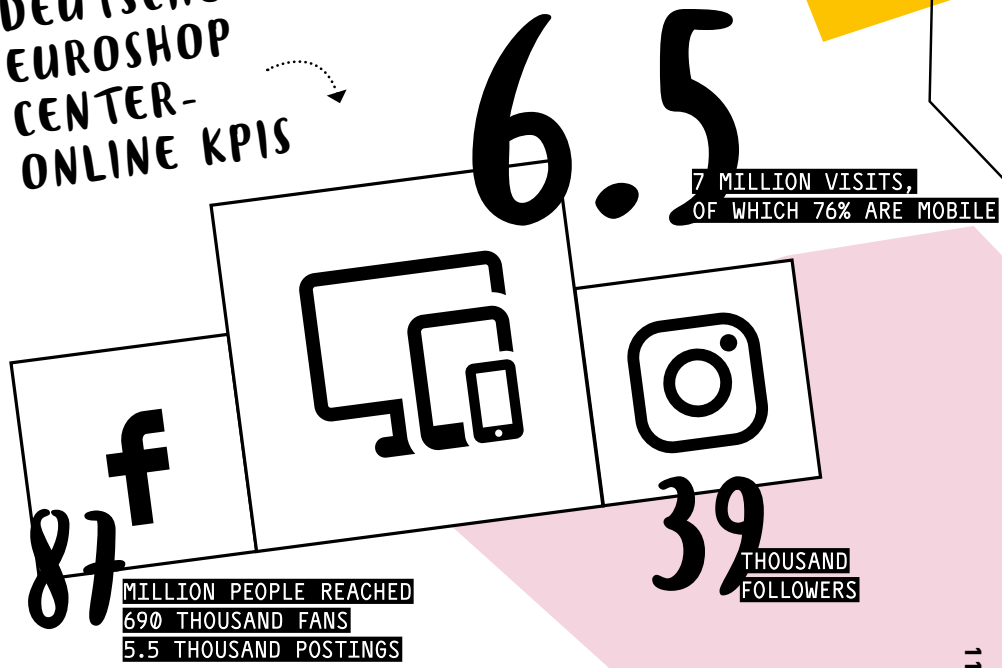 DEUTSCHE
EUROSHOP
CENTER-
ONLINE KPIS
6.5
7 MILLION VISITS,
OF WHICH 76% ARE MOBILE
39
THOUSAND
FOLLOWERS
87
MILLION PEOPLE REACHED
690 THOUSAND FANS
5.5 THOUSAND POSTINGS